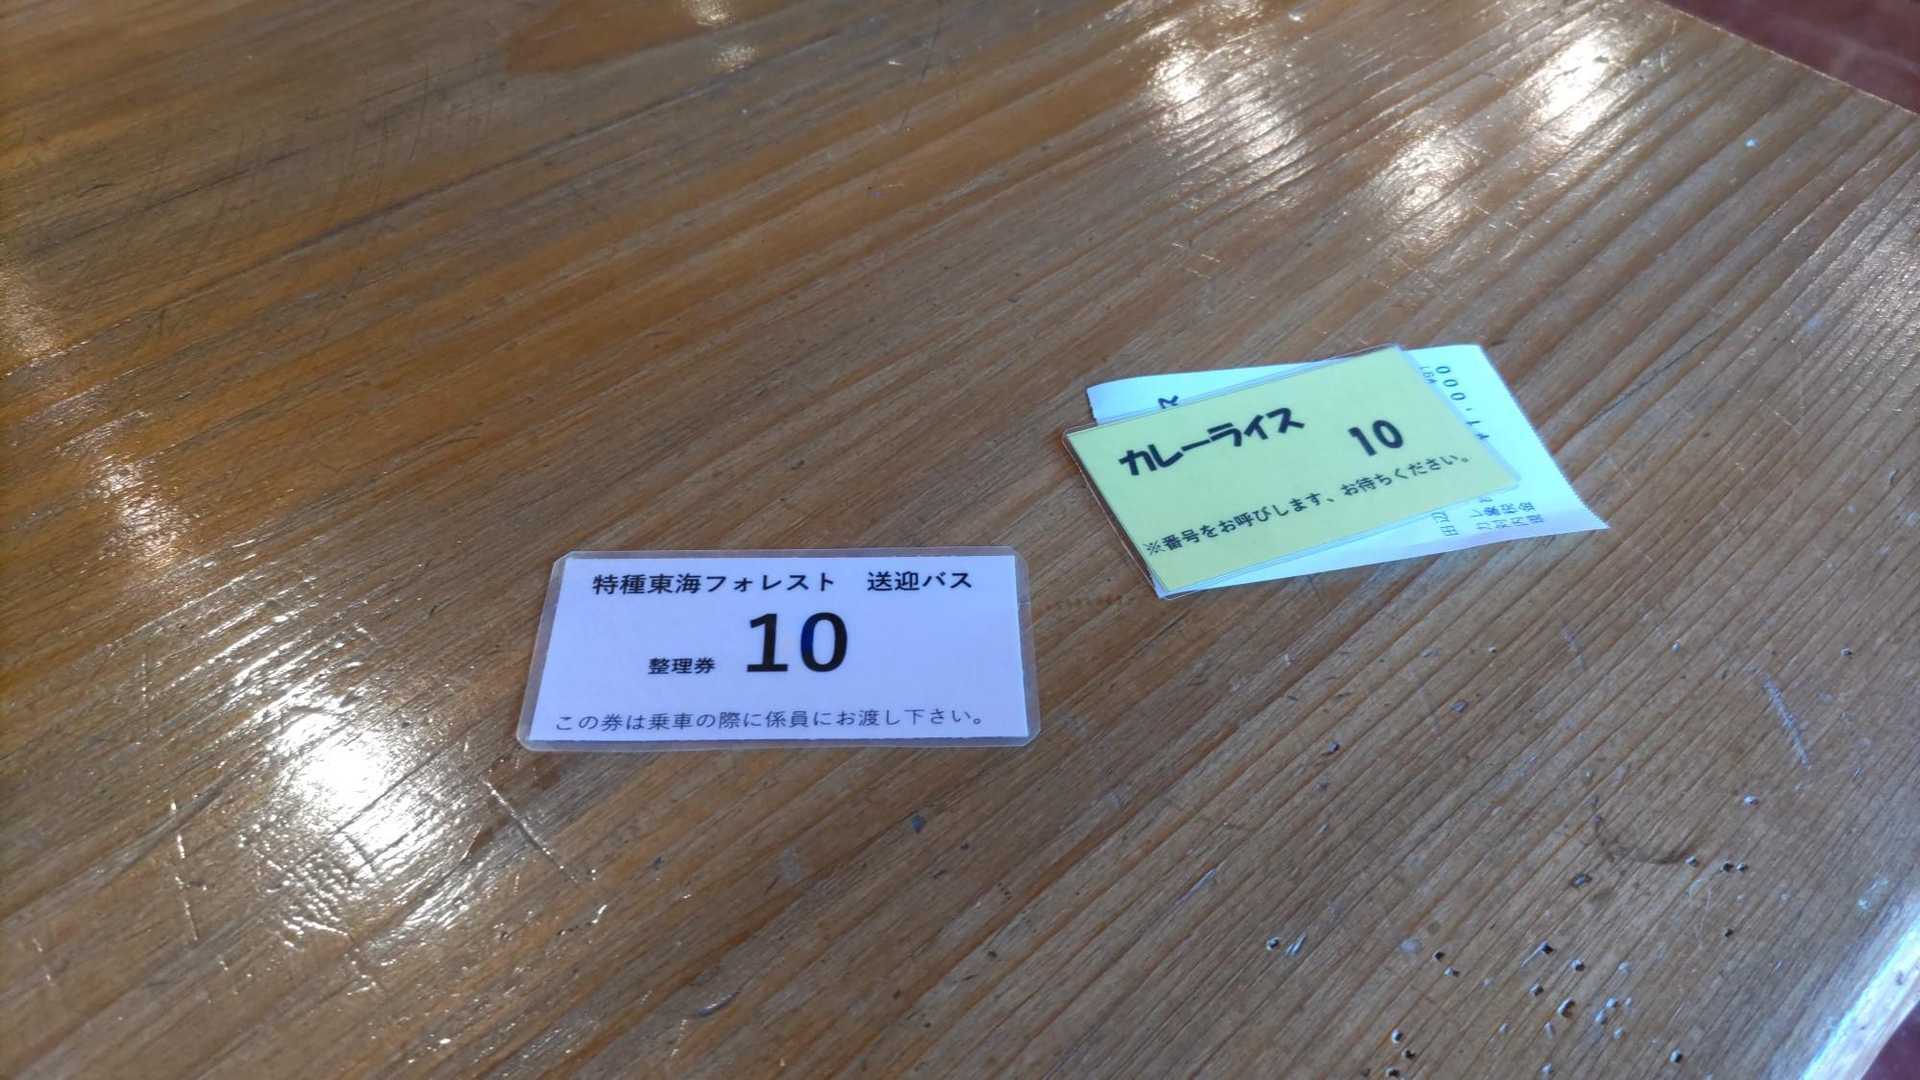 特種東海フォレスト　送迎バス
整理券 10
この券は乗車の際に係員にお渡し下さい。
カレーライス 10
※番号をお呼びします、お待ちください。